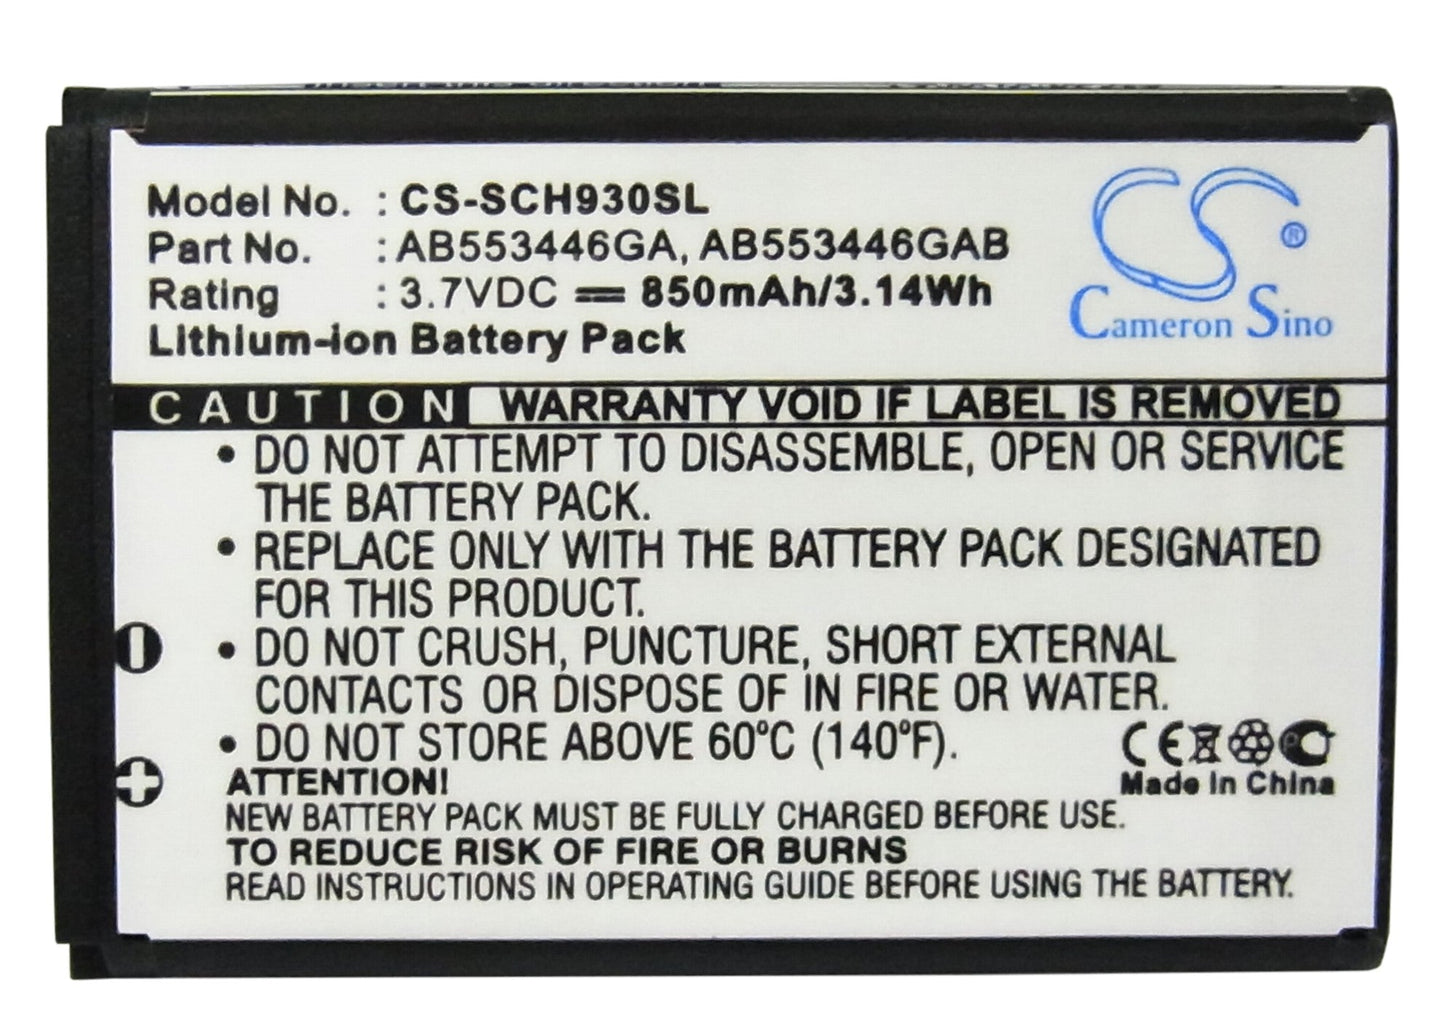 Insert this direction
Model No. : CS-SCH930SL
Part No. : AB553446GA, AB553446GAB
Rating : 3.7VDC ⎓ 850mAh/3.14Wh
Lithium-ion Battery Pack
CS®
Cameron Sino
CAUTION WARRANTY VOID IF LABEL IS REMOVED
• DO NOT ATTEMPT TO DISASSEMBLE, OPEN OR SERVICE
THE BATTERY PACK.
• REPLACE ONLY WITH THE BATTERY PACK DESIGNATED
FOR THIS PRODUCT.
• DO NOT CRUSH, PUNCTURE, SHORT EXTERNAL
CONTACTS OR DISPOSE OF IN FIRE OR WATER.
• DO NOT STORE ABOVE 60°C (140°F).
CE PC
Made In China
ATTENTION!
NEW BATTERY PACK MUST BE FULLY CHARGED BEFORE USE.
TO REDUCE RISK OF FIRE OR BURNS
READ INSTRUCTIONS IN OPERATING GUIDE BEFORE USING THE BATTERY.